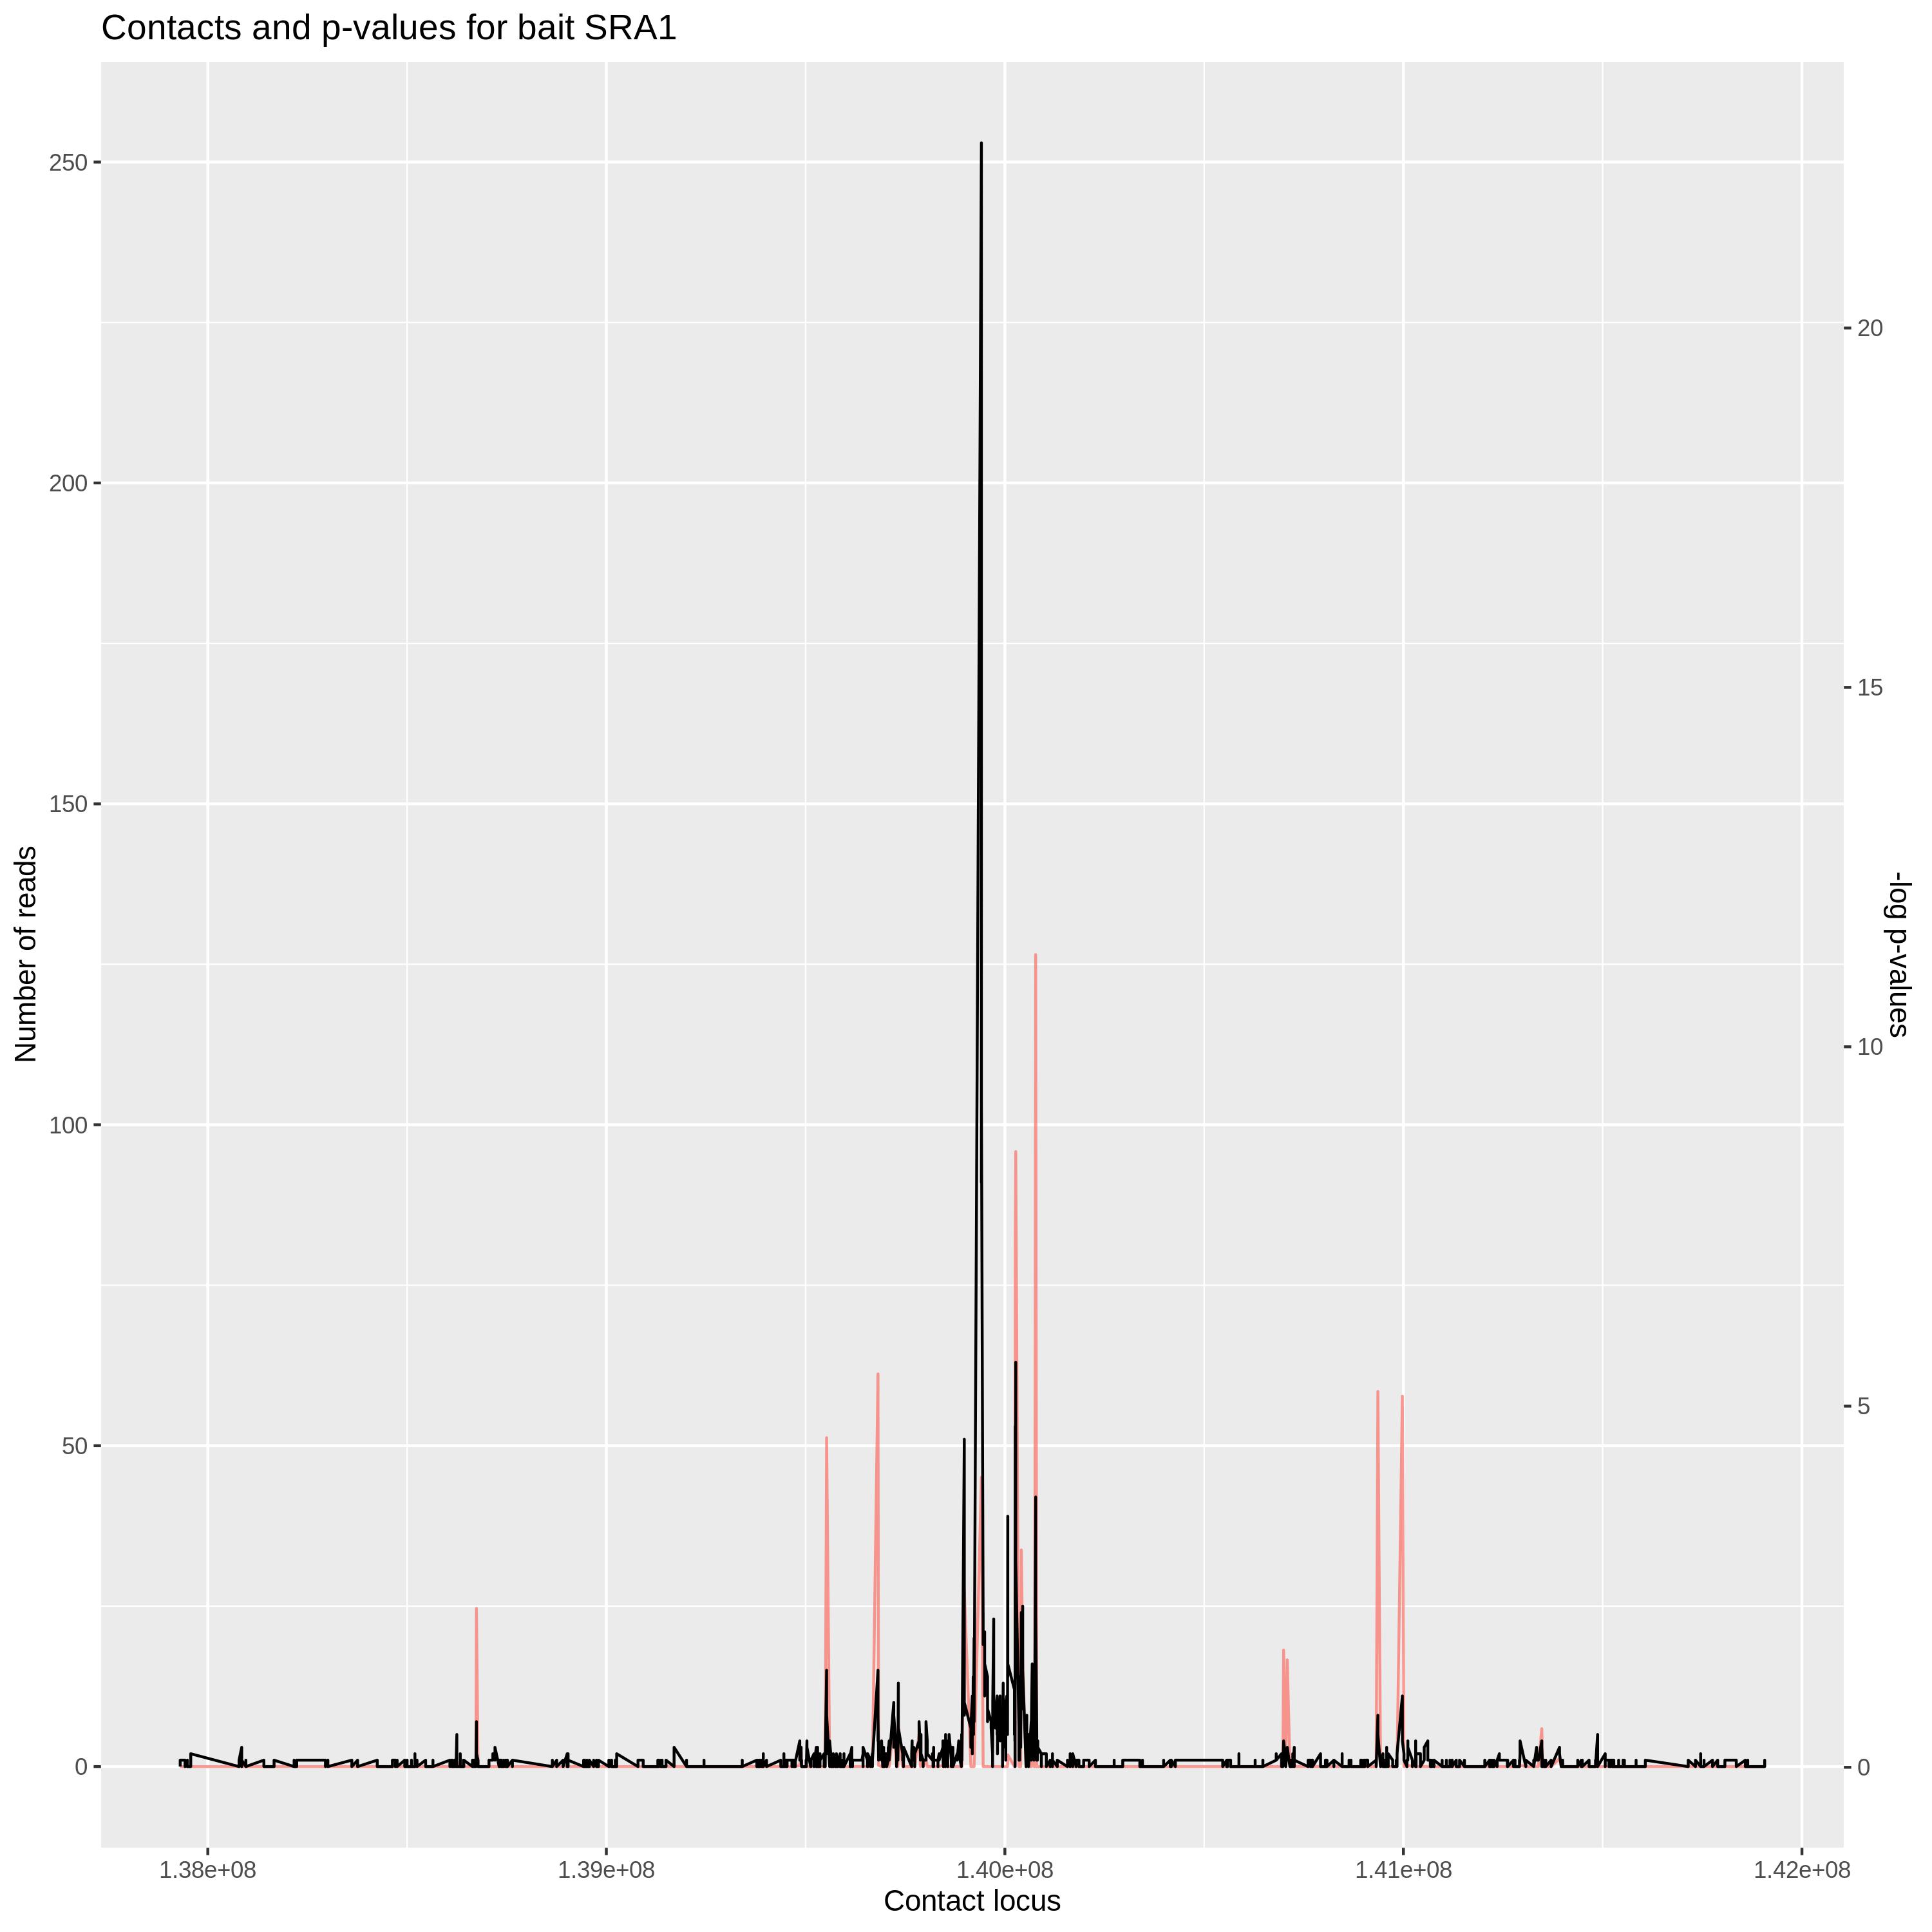 Contacts and p-values for bait SRA1
250
200
150
100
50
0
20
15
10
5
0
Number of reads
-log p-values
1.38e+08
1.39e+08
1.40e+08
1.41e+08
1.42e+08
Contact locus